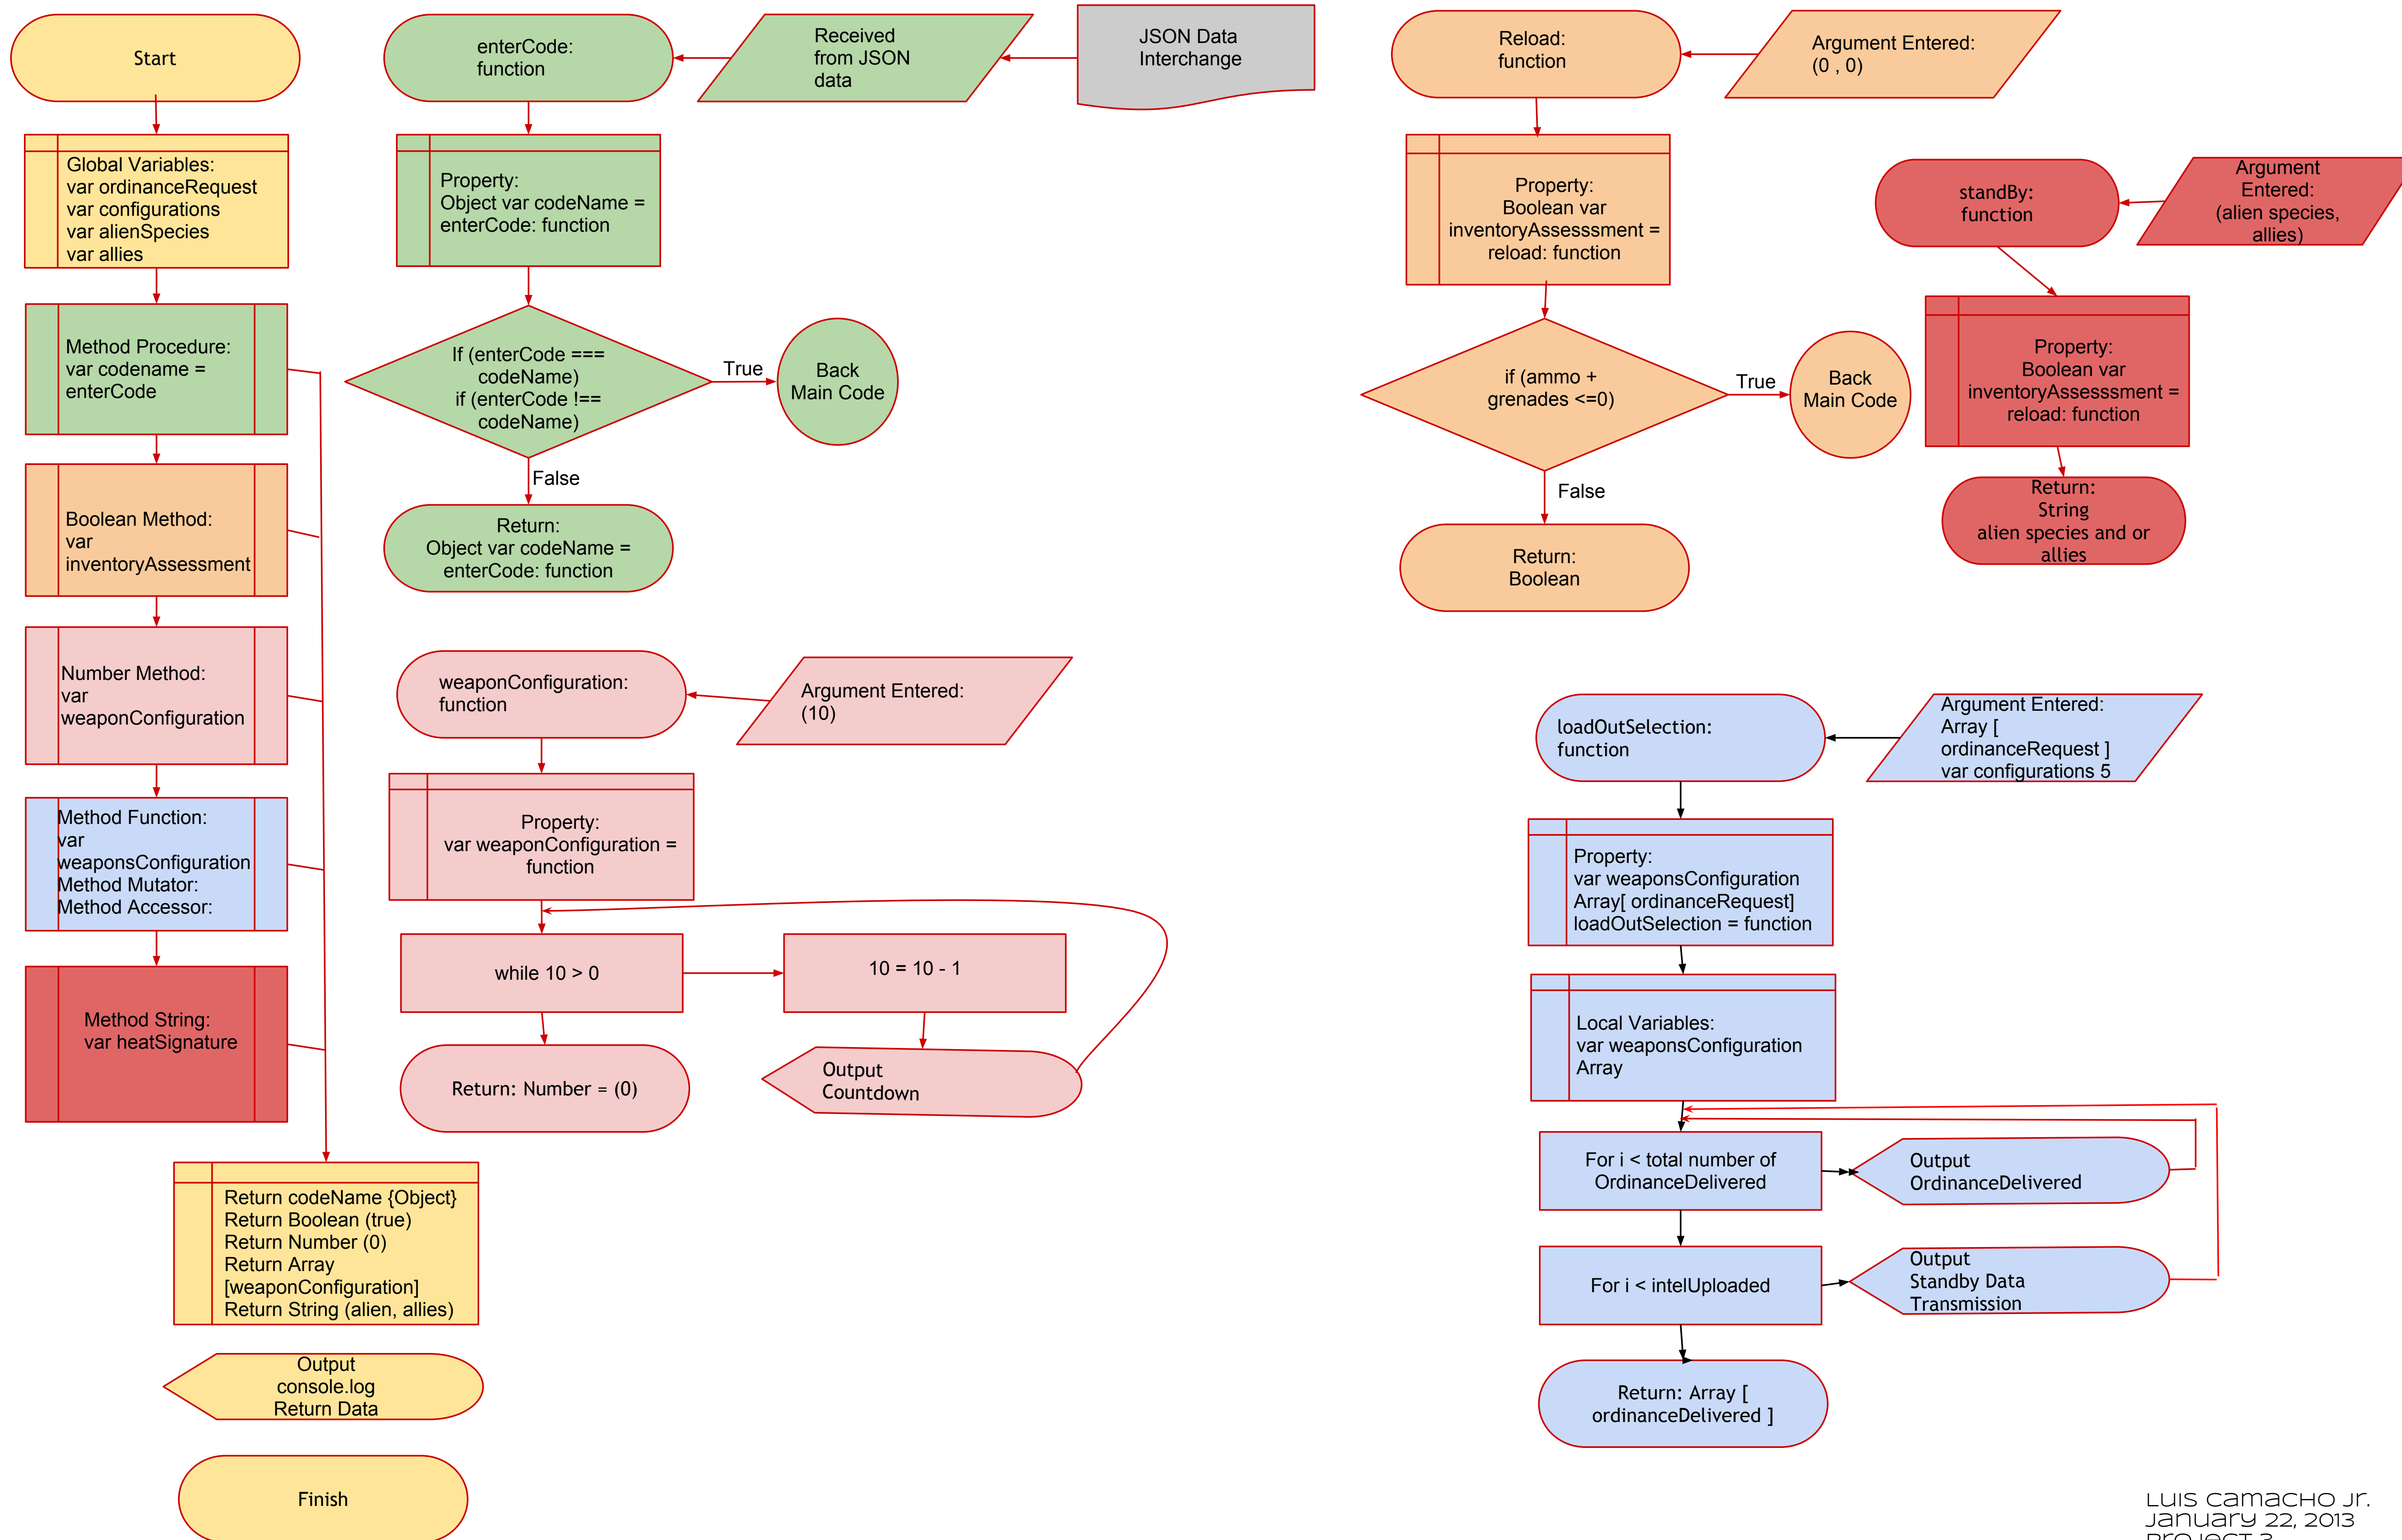 Start
Global Variables:
var ordinanceRequest
var configurations
var alienSpecies
var allies
Method Procedure:
var codename =
enterCode
Boolean Method:
var
inventoryAssessment
Number Method:
var
weaponConfiguration
Method Function:
var
weaponsConfiguration
Method Mutator:
Method Accessor:
Method String:
var heatSignature
Return codeName {Object}
Return Boolean (true)
Return Number (0)
Return Array
[weaponConfiguration]
Return String (alien, allies)
Output
console.log
Return Data
Finish
enterCode:
function
Received
from JSON
data
JSON Data
Interchange
Property:
Object var codeName =
enterCode: function
If (enterCode ===
codeName)
if (enterCode !==
codeName)
True
Back
Main Code
False
Return:
Object var codeName =
enterCode: function
weaponConfiguration:
function
Argument Entered:
(10)
Property:
var weaponConfiguration =
function
while 10 > 0
10 = 10 - 1
Return: Number = (0)
Output
Countdown
Reload:
function
Argument Entered:
(0 , 0)
Property:
Boolean var
inventoryAssesssment =
reload: function
if (ammo +
grenades <=0)
True
Back
Main Code
False
Return:
Boolean
standBy:
function
Argument
Entered:
(alien species,
allies)
Property:
Boolean var
inventoryAssesssment =
reload: function
Return:
String
alien species and or
allies
loadOutSelection:
function
Argument Entered:
Array [
ordinanceRequest ]
var configurations 5
Property:
var weaponsConfiguration
Array[ ordinanceRequest]
loadOutSelection = function
Local Variables:
var weaponsConfiguration
Array
For i < total number of
OrdinanceDelivered
Output
OrdinanceDelivered
For i < intelUploaded
Output
Standby Data
Transmission
Return: Array [
ordinanceDelivered ]
Luis Camacho Jr.
January 22, 2013
Project 3